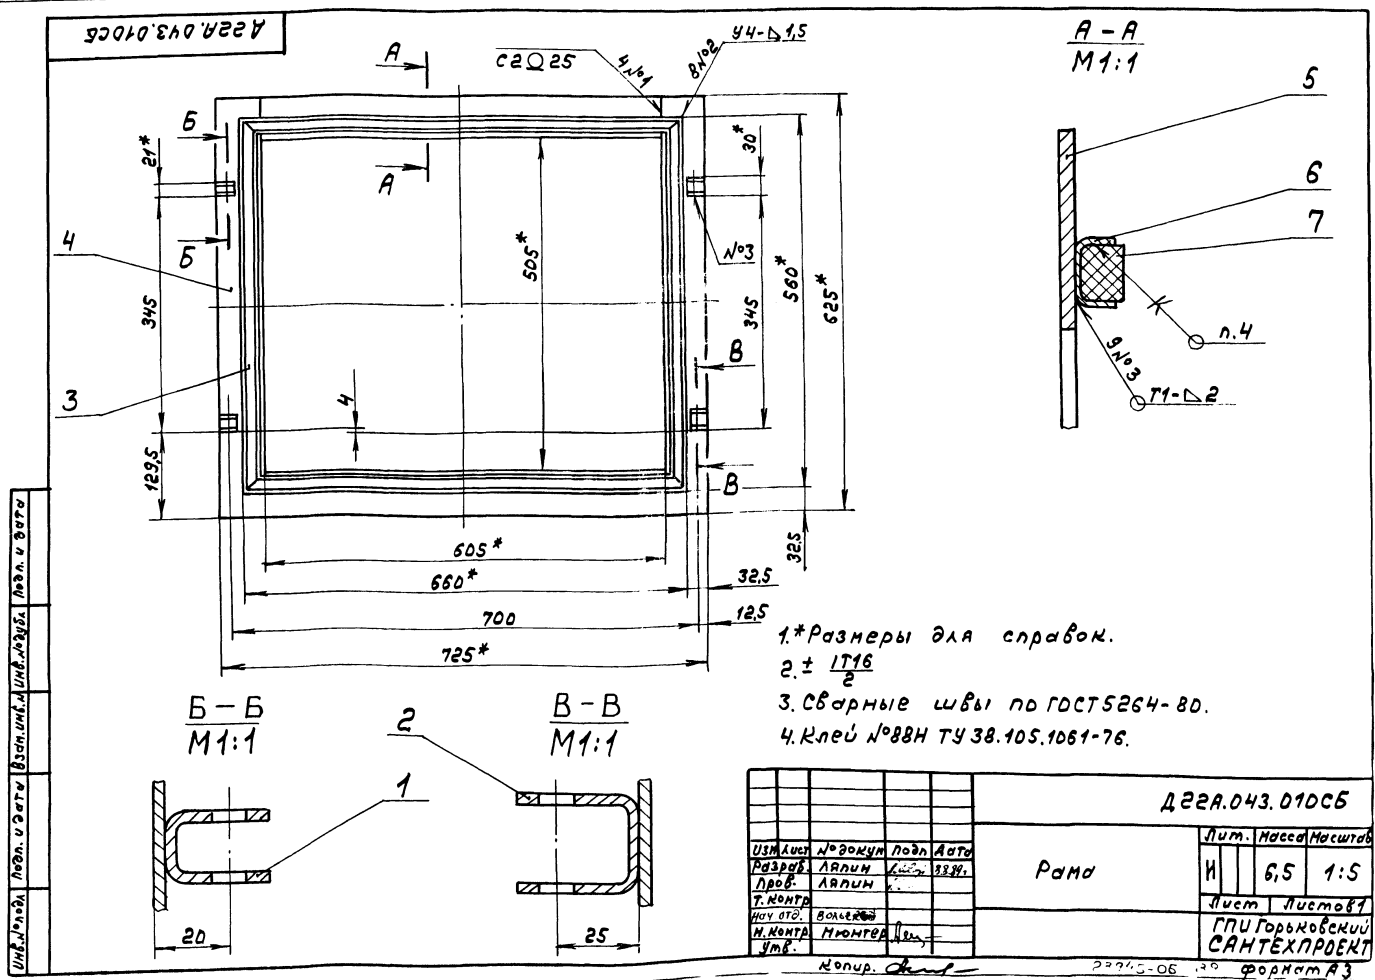 Д22А.043.010СБ
А
А
Б
Б
В
В
С2 25
4 №1
8 №2
У4- 1,5
№3
21*
345
129,5
4
505*
30*
345
560*
625*
32,5
605*
660*
32,5
700
12,5
725*
4
3
А - А
М1:1
5
6
7
п.4
9 №3
Т1- 2
Б - Б
М1:1
1
20
В - В
М1:1
2
25
1.*Размеры для справок.
2. ± IT16/2
3. Сварные швы по ГОСТ 5264-80.
4. Клей №88Н ТУ 38.105.1061-76.
Д22А.043.010СБ
Рама
Лит. Масса Масштаб
И 6,5 1:5
Лист Листов 1
ГПИ Горьковский
САНТЕХПРОЕКТ
Изм Лист № докум Подп Дата
Разраб. Ляпин
Пров. Ляпин
Т. контр
Нач отд.
Н. контр Мюнтер
Утв.
Копир.
формат А3
Инв.№ подл Подп. и дата Взам.инв.№ Инв.№ дубл. Подп. и дата